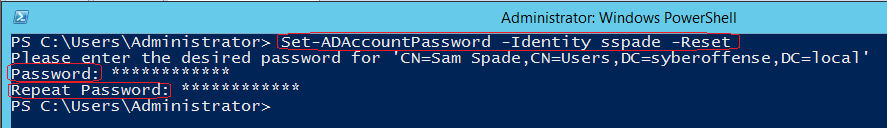 Administrator: Windows PowerShell
PS C:\Users\Administrator> Set-ADAccountPassword -Identity sspade -Reset
Please enter the desired password for 'CN=Sam Spade,CN=Users,DC=syberoffense,DC=local'
Password: ************
Repeat Password: ************
PS C:\Users\Administrator>